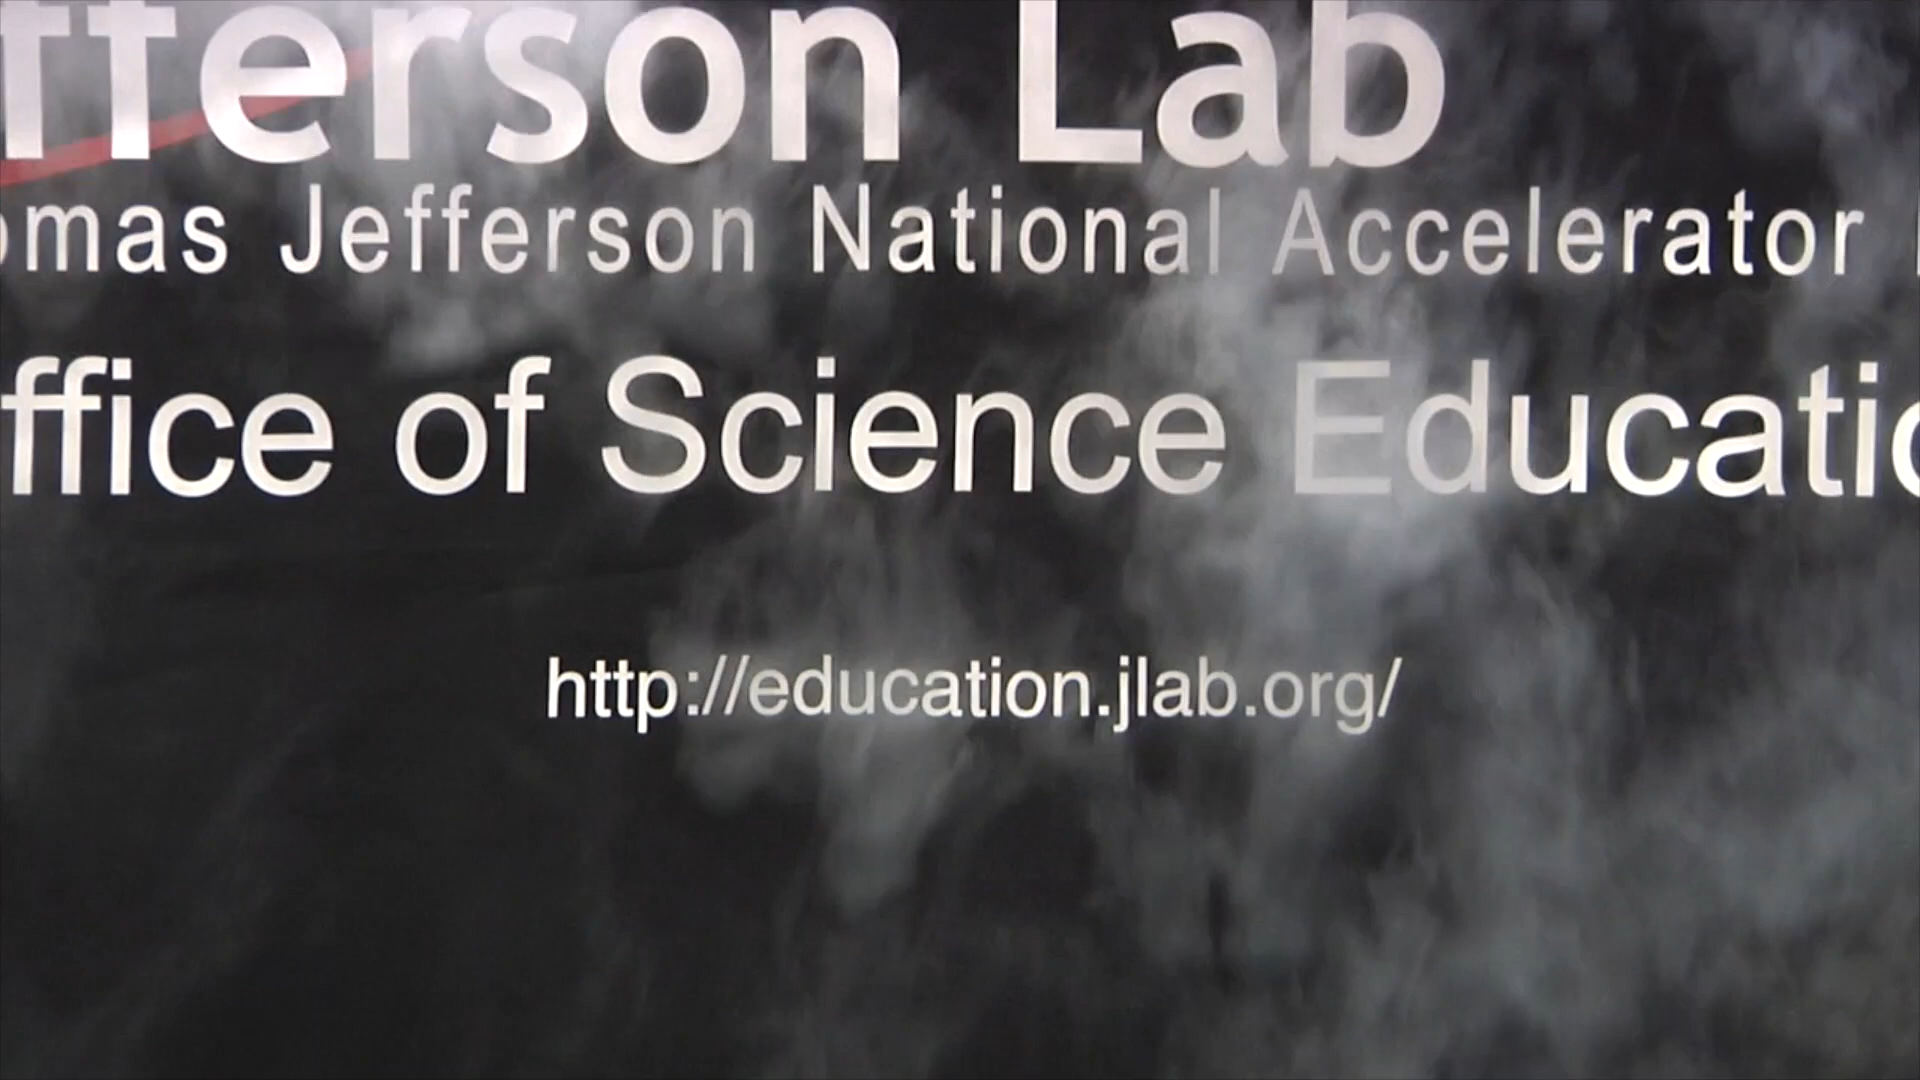 fferson Lab
omas Jefferson National Accelerator
ffice of Science Educatio
http://education.jlab.org/